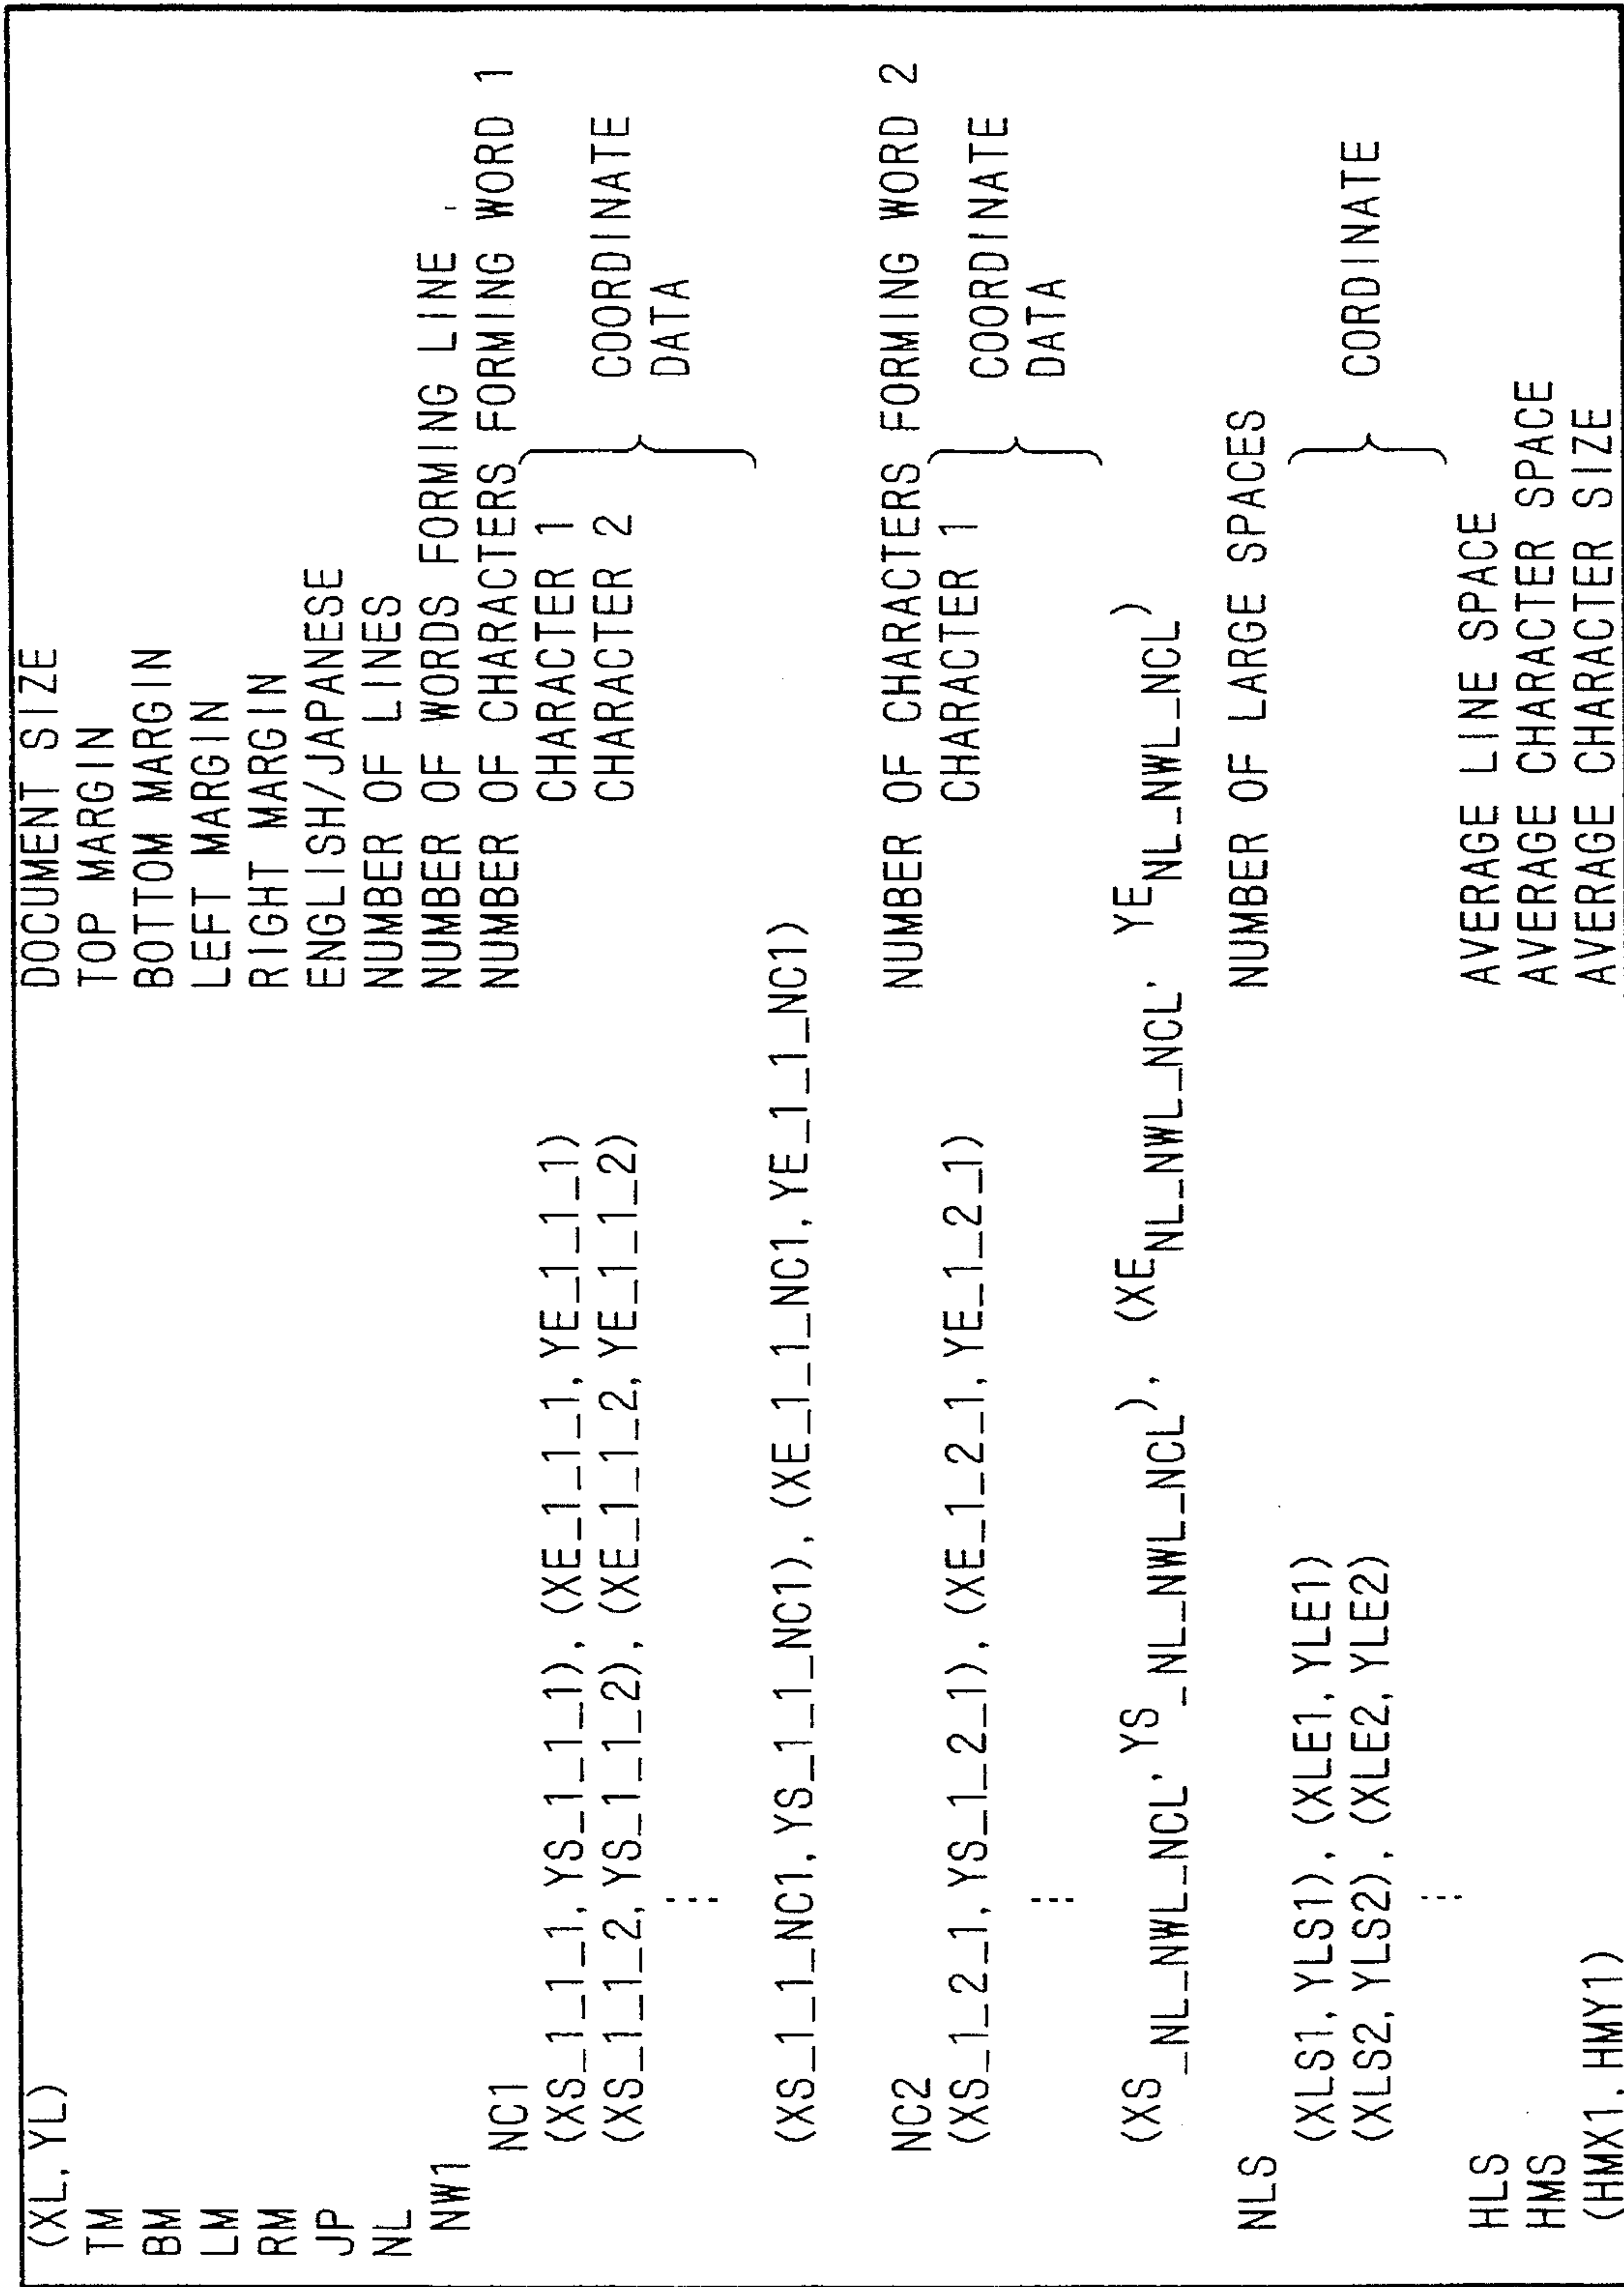 (XL, YL) DOCUMENT SIZE
TM TOP MARGIN
BM BOTTOM MARGIN
LM LEFT MARGIN
RM RIGHT MARGIN
JP ENGLISH/JAPANESE
NL NUMBER OF LINES
NW1 NUMBER OF WORDS FORMING LINE
NC1 NUMBER OF CHARACTERS FORMING WORD 1
(XS_1_1_1, YS_1_1_1), (XE_1_1_1, YE_1_1_1) CHARACTER 1
(XS_1_1_2, YS_1_1_2), (XE_1_1_2, YE_1_1_2) CHARACTER 2 COORDINATE
⋮ DATA
(XS_1_1_NC1, YS_1_1_NC1), (XE_1_1_NC1, YE_1_1_NC1)
NC2 NUMBER OF CHARACTERS FORMING WORD 2
(XS_1_2_1, YS_1_2_1), (XE_1_2_1, YE_1_2_1) CHARACTER 1 COORDINATE
⋮ DATA
(XS_NL_NWL_NCL, YS_NL_NWL_NCL), (XE NL_NWL_NCL, YE NL_NWL_NCL)
NLS NUMBER OF LARGE SPACES
(XLS1, YLS1), (XLE1, YLE1)
(XLS2, YLS2), (XLE2, YLE2) CORDINATE
⋮
HLS AVERAGE LINE SPACE
HMS AVERAGE CHARACTER SPACE
(HMX1, HMY1) AVERAGE CHARACTER SIZE